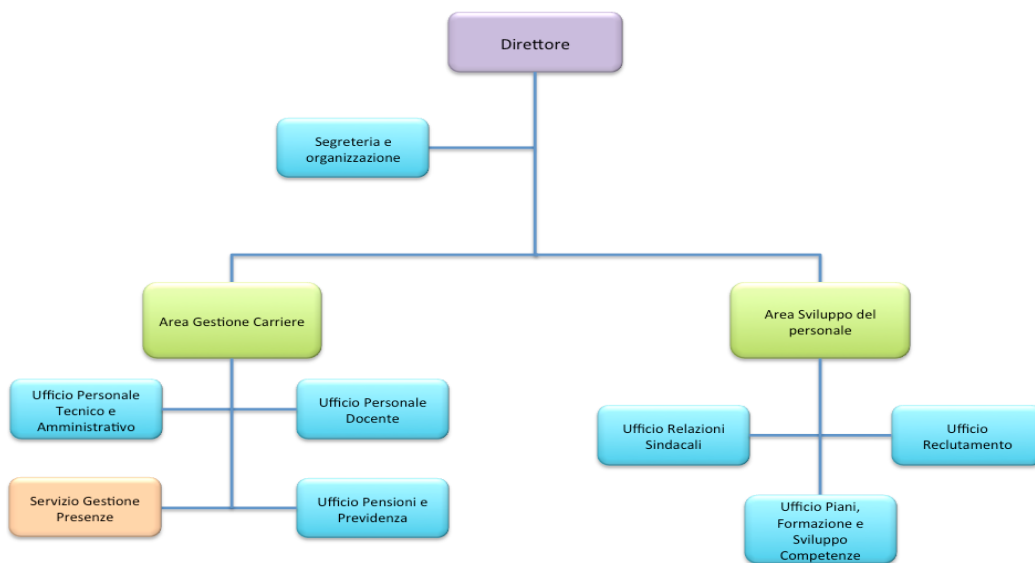 Direttore
Segreteria e
organizzazione
Area Gestione Carriere
Area Sviluppo del
personale
Ufficio Personale
Tecnico e
Amministrativo
Ufficio Personale
Docente
Ufficio Relazioni
Sindacali
Ufficio
Reclutamento
Servizio Gestione
Presenze
Ufficio Pensioni e
Previdenza
Ufficio Piani,
Formazione e
Sviluppo
Competenze